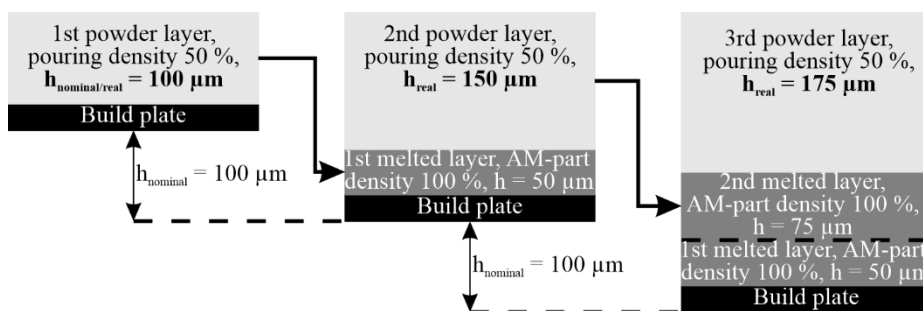 1st powder layer,
pouring density 50 %,
hnominal/real = 100 µm
Build plate
hnominal = 100 µm
2nd powder layer,
pouring density 50 %,
hreal = 150 µm
1st melted layer, AM-part
density 100 %, h = 50 µm
Build plate
hnominal = 100 µm
3rd powder layer,
pouring density 50 %,
hreal = 175 µm
2nd melted layer,
AM-part density 100 %,
h = 75 µm
1st melted layer, AM-part
density 100 %, h = 50 µm
Build plate